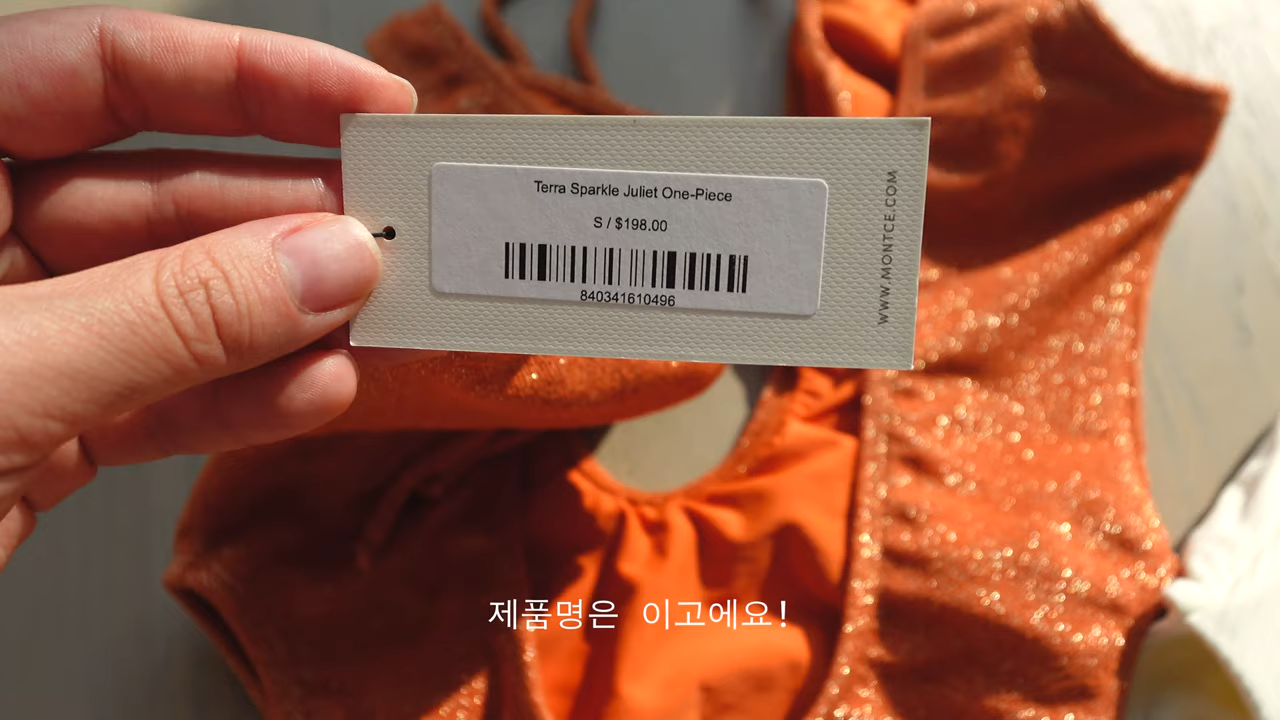 Terra Sparkle Juliet One-Piece
S / $198.00
840341610496
WWW.MONTCE.COM
제품명은 이고에요!